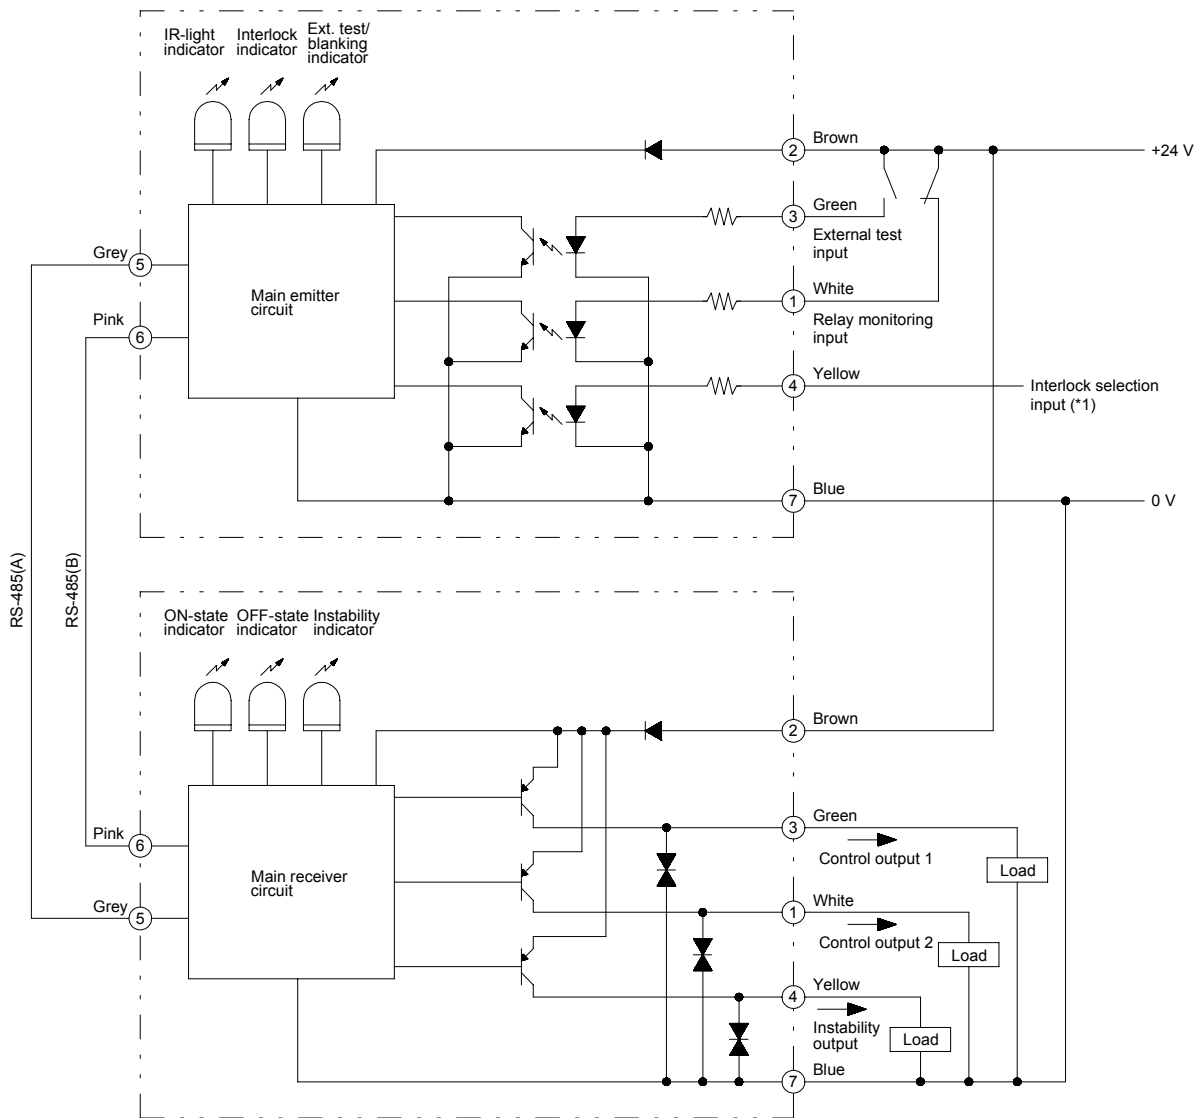 IR-light
indicator
Interlock
indicator
Ext. test/
blanking
indicator
2
Brown
+24 V
3
Green
External test
input
Grey
5
Main emitter
circuit
1
White
Relay monitoring
input
Pink
6
4
Yellow
Interlock selection
input (*1)
7
Blue
0 V
RS-485(A)
RS-485(B)
ON-state
indicator
OFF-state
indicator
Instability
indicator
2
Brown
3
Green
Control output 1
Load
Pink
6
Main receiver
circuit
Grey
5
1
White
Control output 2
Load
4
Yellow
Instability
output
Load
7
Blue